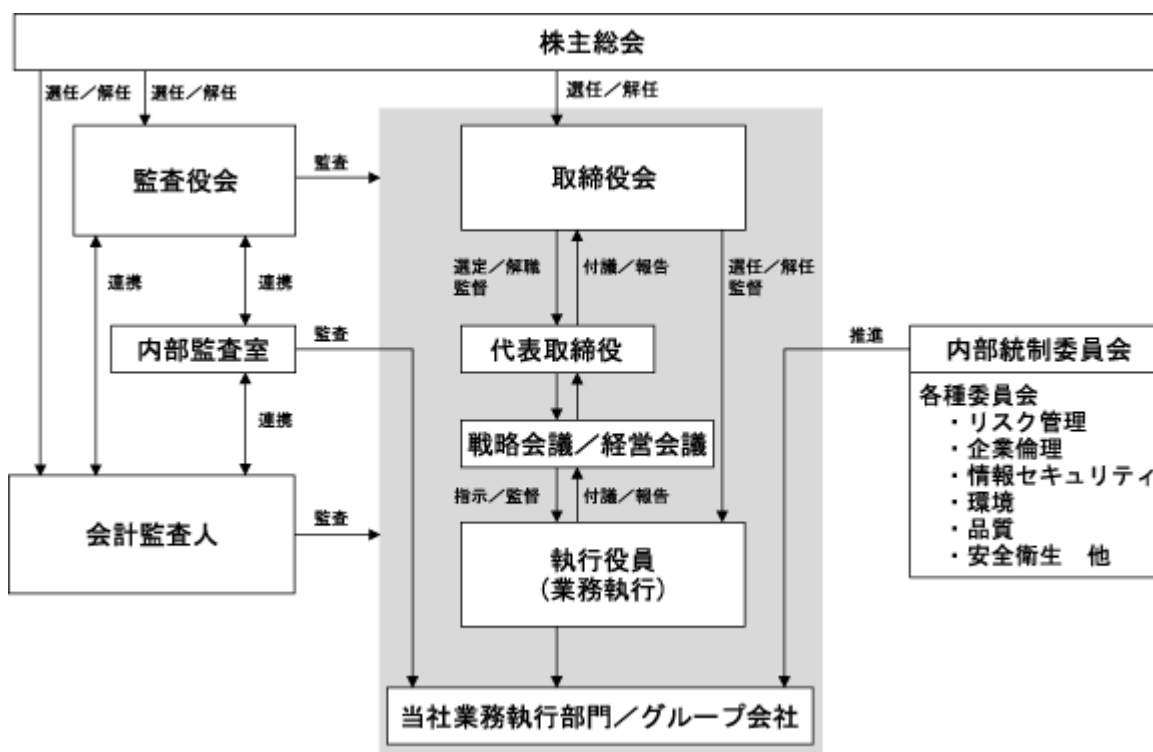 株主総会
選任／解任
選任／解任
選任／解任
監査役会
監査
取締役会
連携
連携
選定／解職
監督
付議／報告
選任／解任
監督
内部監査室
監査
代表取締役
推進
内部統制委員会
各種委員会
・リスク管理
・企業倫理
・情報セキュリティ
・環境
・品質
・安全衛生　他
連携
戦略会議／経営会議
指示／監督
付議／報告
会計監査人
監査
執行役員
(業務執行)
当社業務執行部門／グループ会社